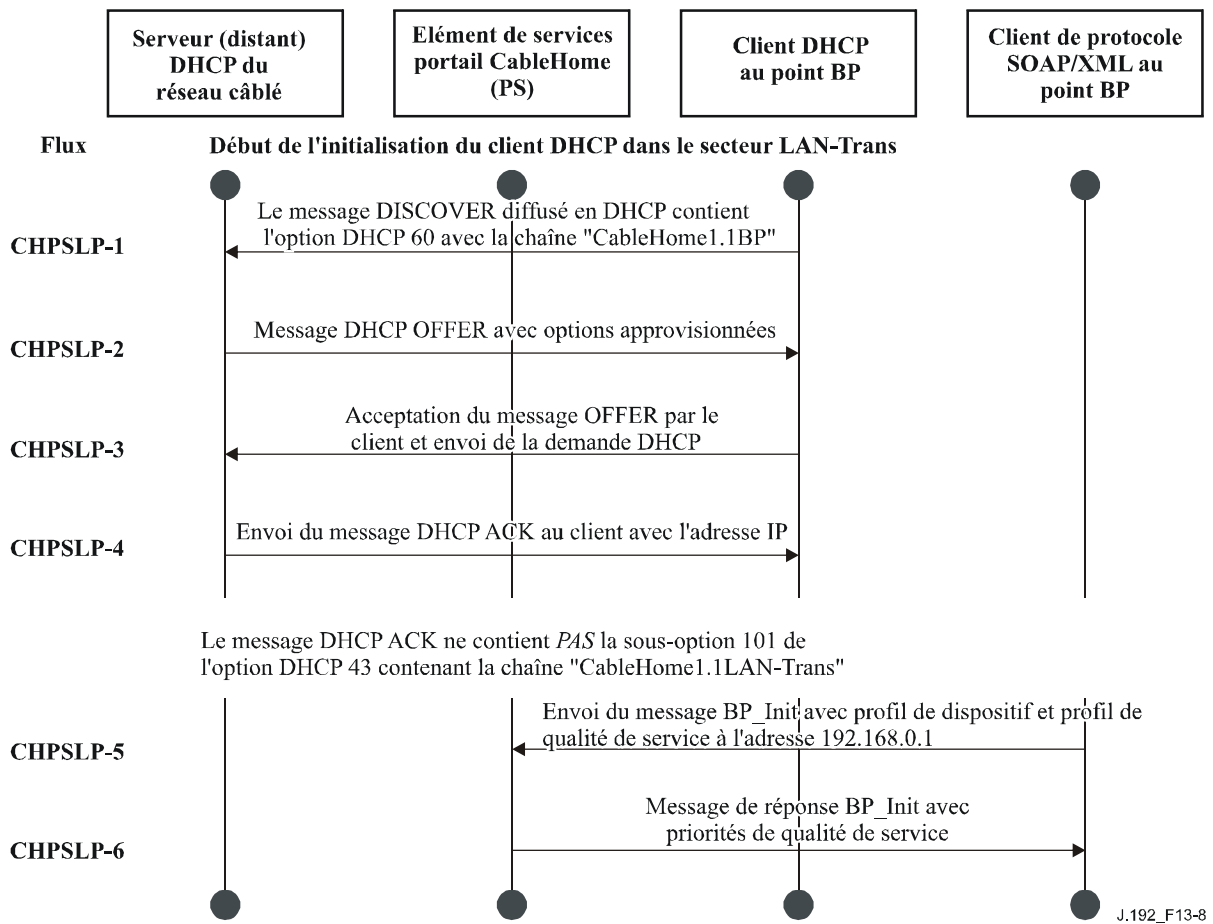 Serveur (distant)
DHCP du
réseau câblé
Elément de services
portail CableHome
(PS)
Client DHCP
au point BP
Client de protocole
SOAP/XML au
point BP
Flux
Début de l'initialisation du client DHCP dans le secteur LAN-Trans
Le message DISCOVER diffusé en DHCP contient
l'option DHCP 60 avec la chaîne "CableHome1.1BP"
CHPSLP-1
Message DHCP OFFER avec options approvisionnées
CHPSLP-2
Acceptation du message OFFER par le
client et envoi de la demande DHCP
CHPSLP-3
Envoi du message DHCP ACK au client avec l'adresse IP
CHPSLP-4
Le message DHCP ACK ne contient PAS la sous-option 101 de
l'option DHCP 43 contenant la chaîne "CableHome1.1LAN-Trans"
Envoi du message BP_Init avec profil de dispositif et profil de
qualité de service à l'adresse 192.168.0.1
CHPSLP-5
Message de réponse BP_Init avec
priorités de qualité de service
CHPSLP-6
J.192_F13-8